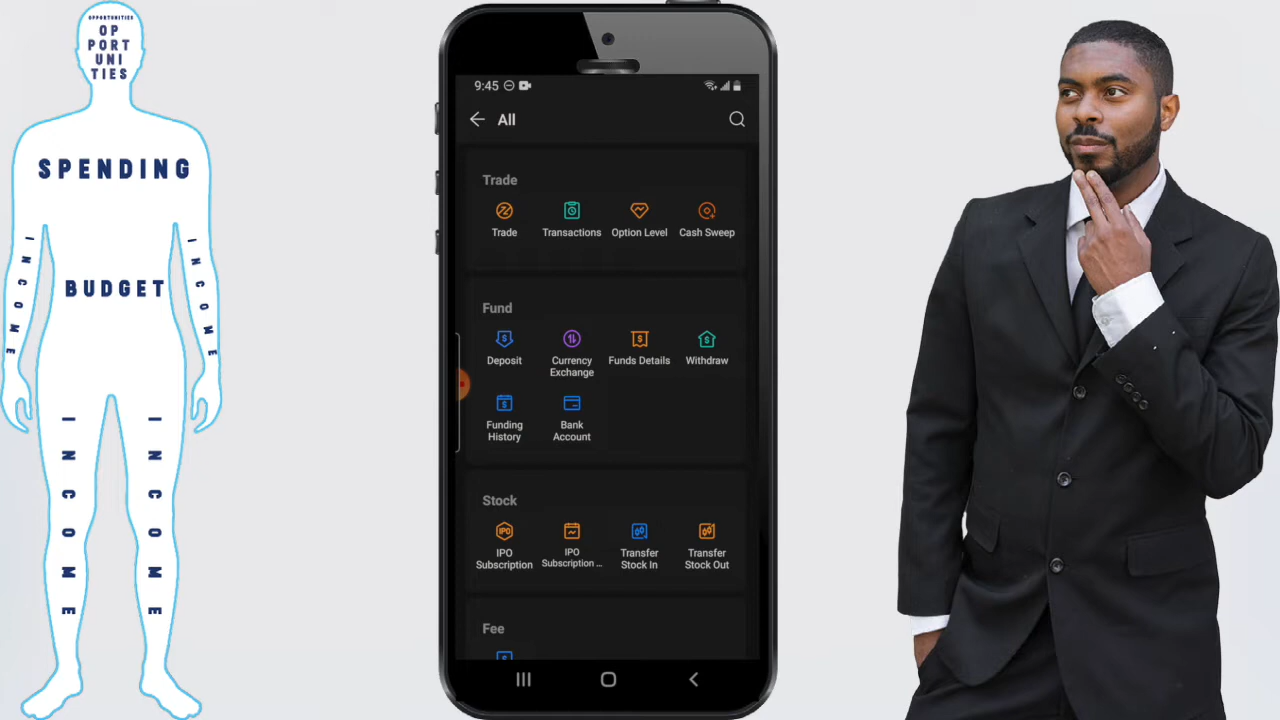 OPPORTUNITIES
OP
PORT
UNI
TIES
SPENDING
BUDGET
INCOME
INCOME
INCOME
INCOME
9:45
All
Trade
Trade
Transactions
Option Level
Cash Sweep
Fund
Deposit
Currency
Exchange
Funds Details
Withdraw
Funding
History
Bank
Account
Stock
IPO
Subscription
IPO
Subscription ...
Transfer
Stock In
Transfer
Stock Out
Fee